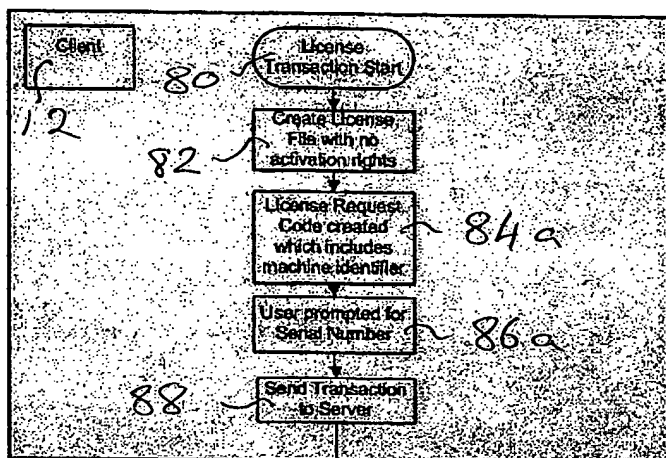 Client
12
80
License
Transaction Start
82
Create License
File with no
activation rights
License Request
Code created
which includes
machine identifier
84a
User prompted for
Serial Number
86a
88
Send Transaction
to Server